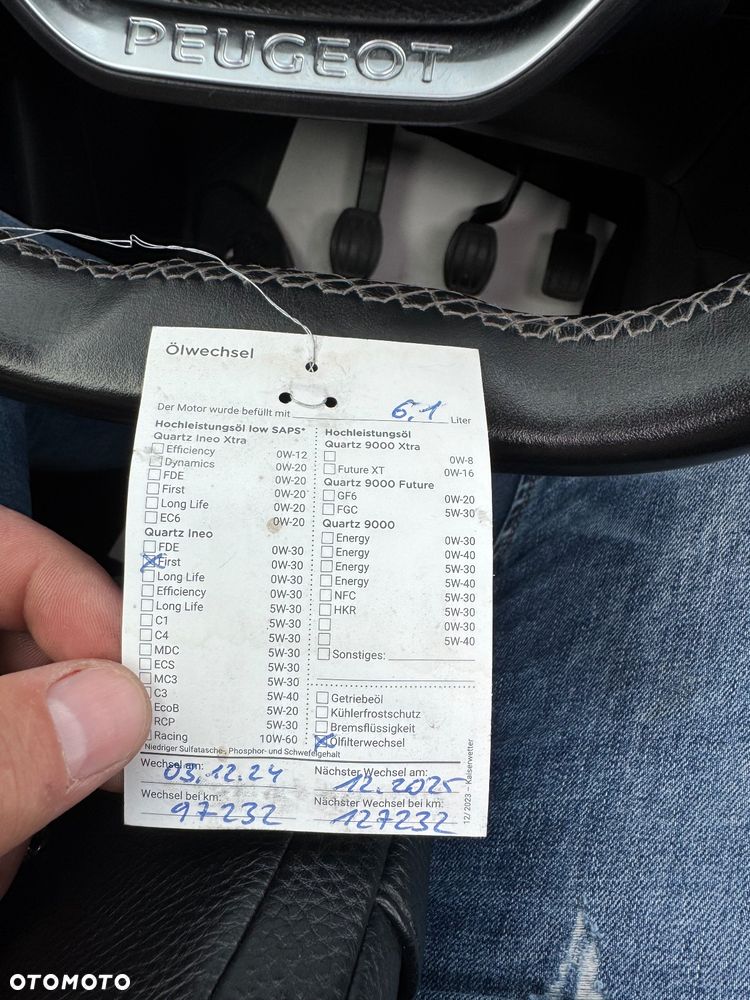 PEUGEOT
Ölwechsel
Der Motor wurde befüllt mit 6,1 Liter
Hochleistungsöl low SAPS*
Quartz Ineo Xtra
Efficiency 0W-12
Dynamics 0W-20
FDE 0W-20
First 0W-20
Long Life 0W-20
EC6 0W-20
Quartz Ineo
FDE 0W-30
First 0W-30
Long Life 0W-30
Efficiency 0W-30
Long Life 5W-30
C1 5W-30
C4 5W-30
MDC 5W-30
ECS 5W-30
MC3 5W-30
C3 5W-40
EcoB 5W-20
RCP 5W-30
Racing 10W-60
Niedriger Sulfatasche-, Phosphor- und Schwefelgehalt
Hochleistungsöl
Quartz 9000 Xtra
0W-8
Future XT 0W-16
Quartz 9000 Future
GF6 0W-20
FGC 5W-30
Quartz 9000
Energy 0W-30
Energy 0W-40
Energy 5W-30
Energy 5W-40
NFC 5W-30
HKR 5W-30
0W-30
5W-40
Sonstiges:
Getriebeöl
Kühlerfrostschutz
Bremsflüssigkeit
Ölfilterwechsel
Wechsel am: 03.12.24
Nächster Wechsel am: 12.2025
Wechsel bei km: 97232
Nächster Wechsel bei km: 127232
12/2023 – Kaiserwetter
OTOMOTO